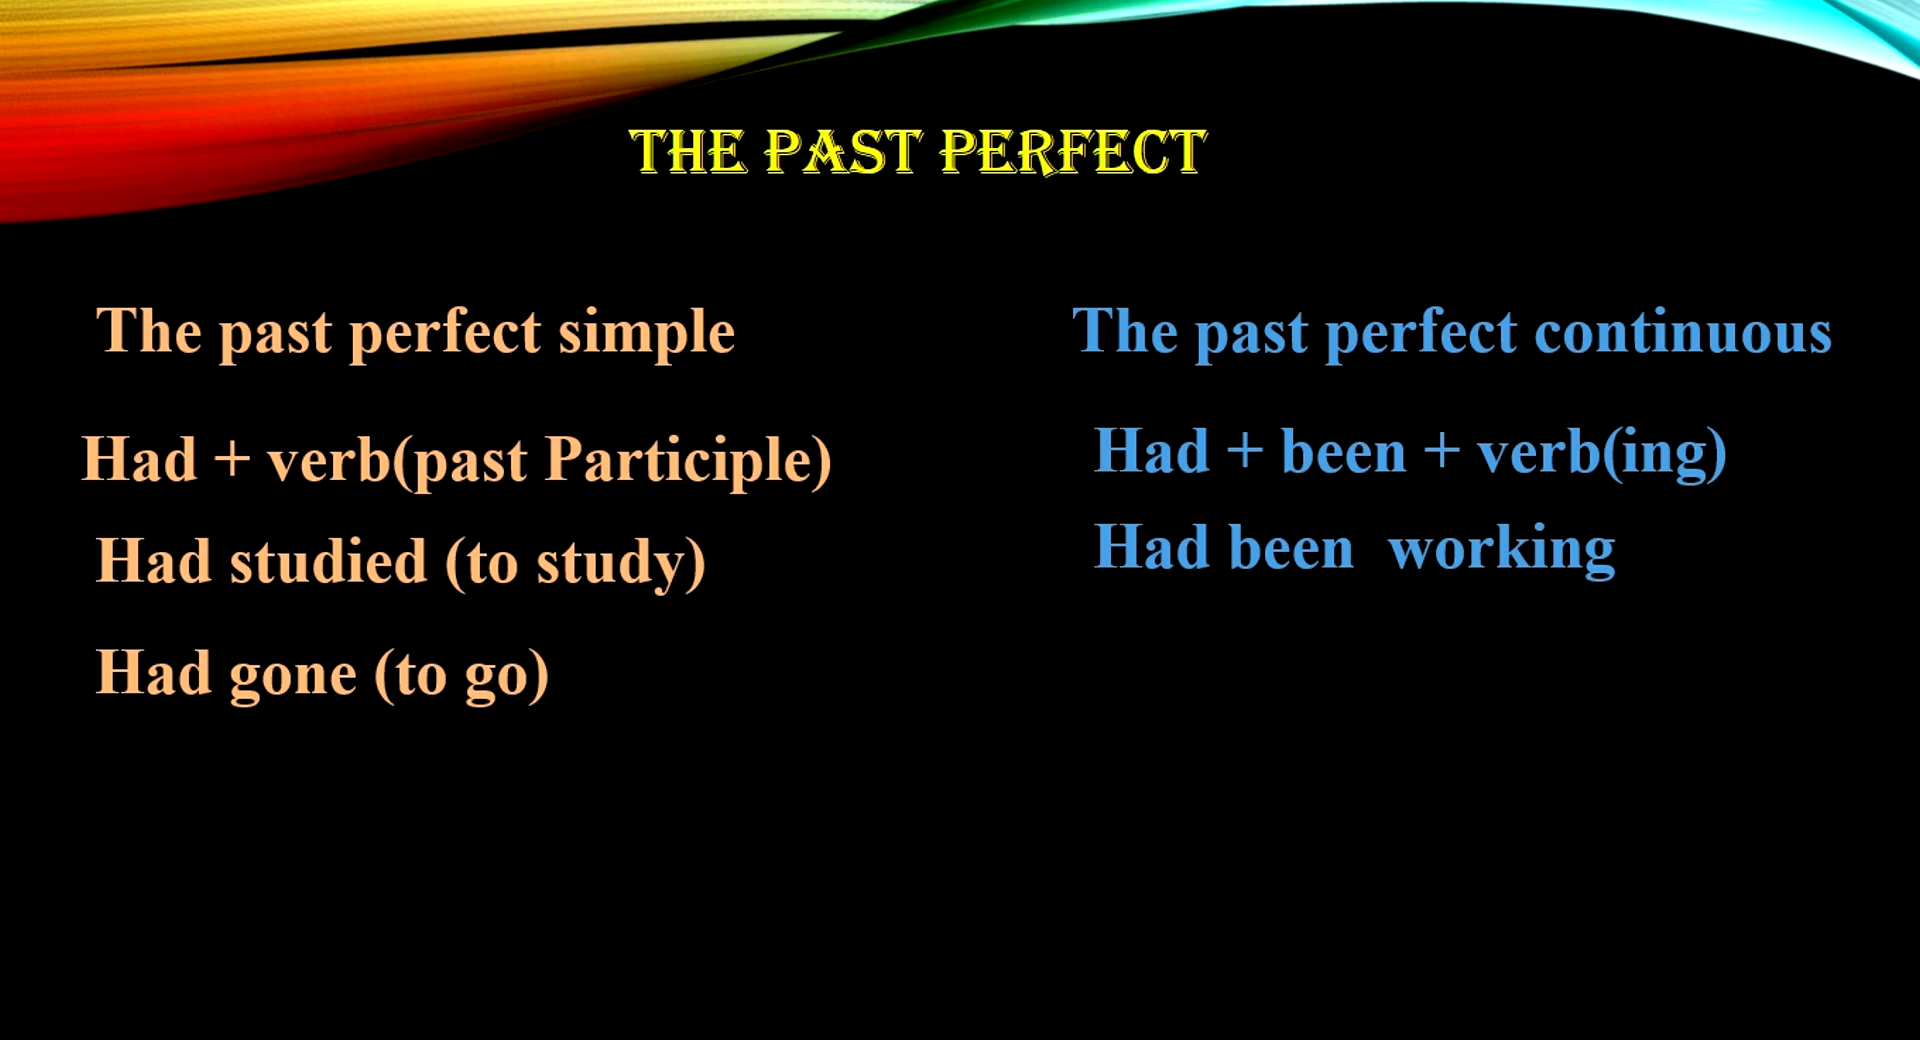 THE PAST PERFECT
The past perfect simple
Had + verb(past Participle)
Had studied (to study)
Had gone (to go)
The past perfect continuous
Had + been + verb(ing)
Had been  working